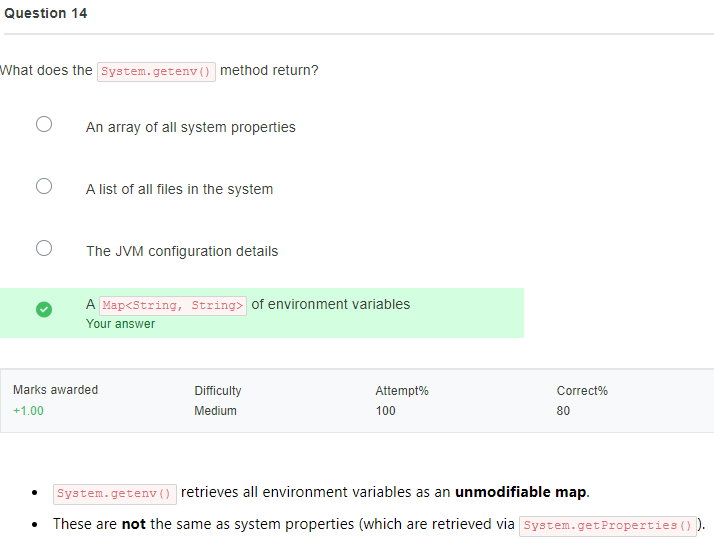 Question 14
What does the System.getenv() method return?
An array of all system properties
A list of all files in the system
The JVM configuration details
A Map<String, String> of environment variables
Your answer
Marks awarded Difficulty Attempt% Correct%
+1.00 Medium 100 80
• System.getenv() retrieves all environment variables as an unmodifiable map.
• These are not the same as system properties (which are retrieved via System.getProperties()).